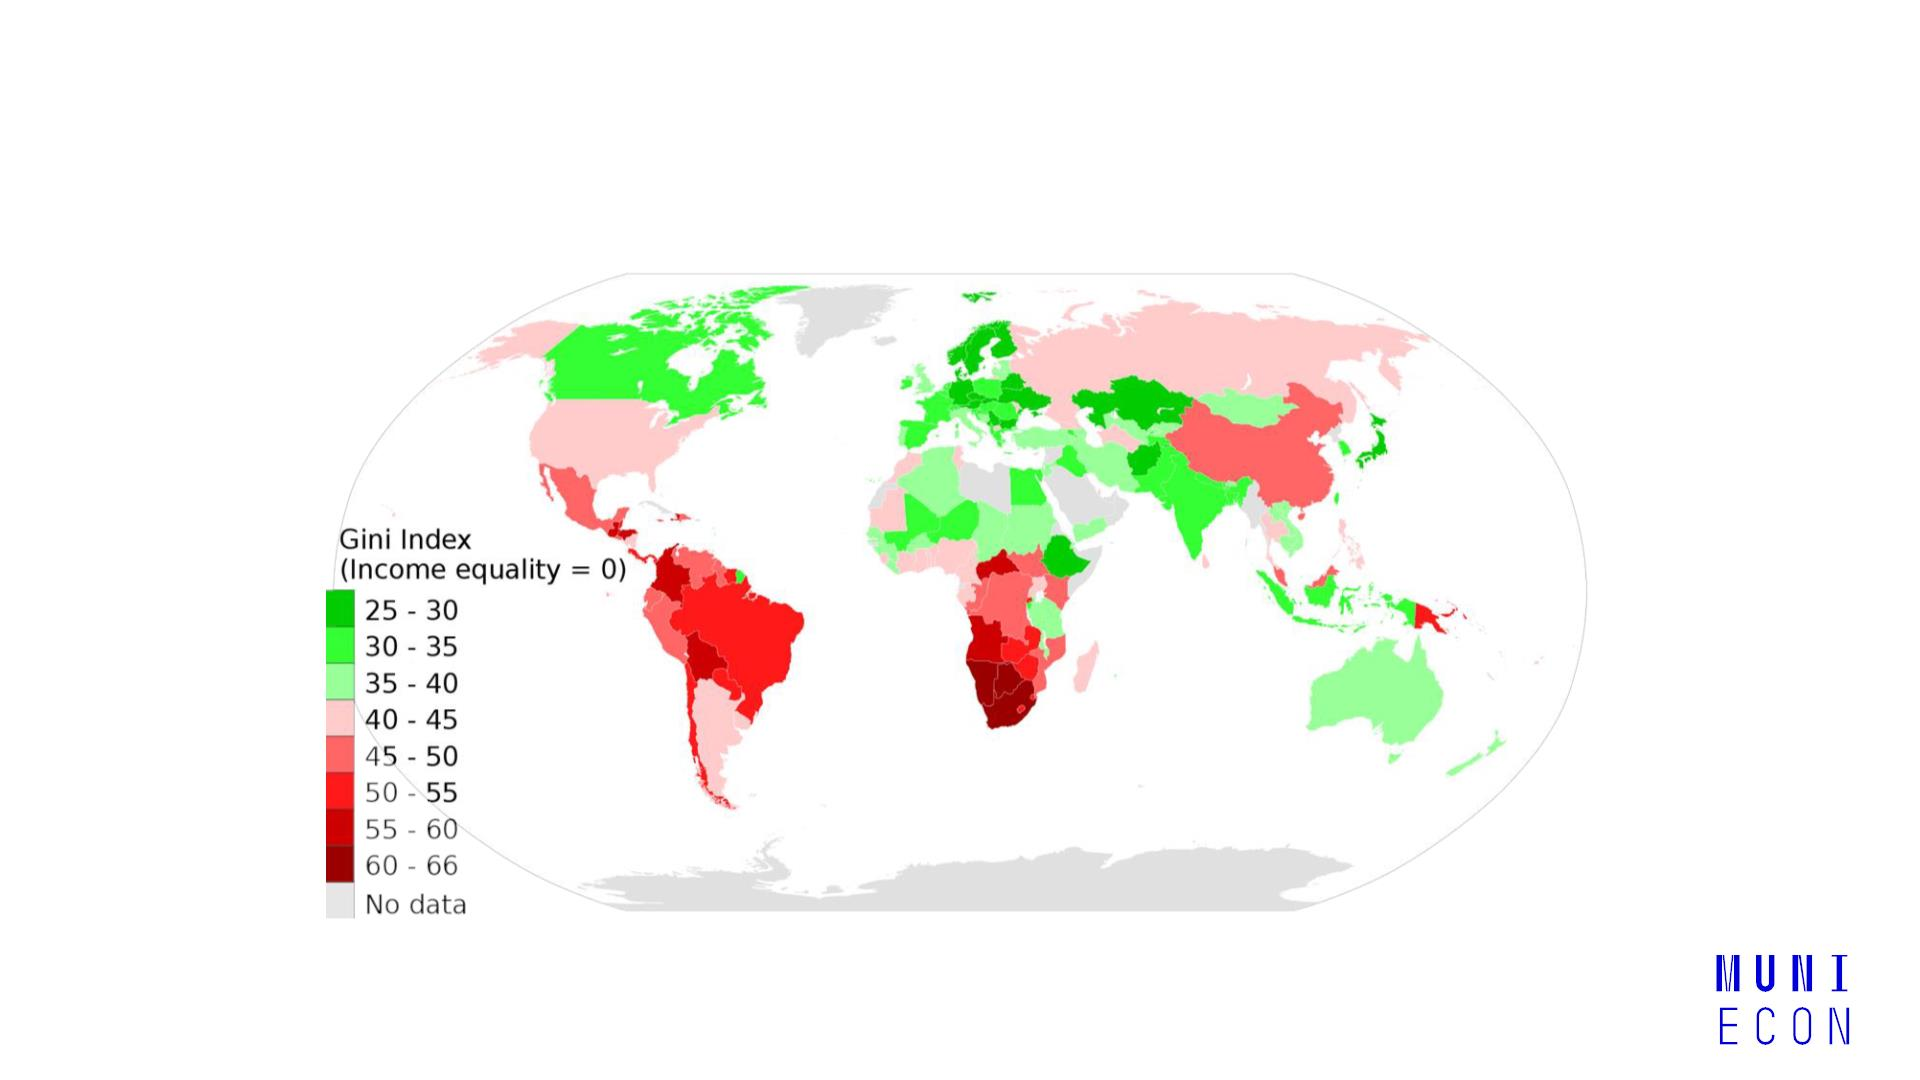 Gini Index
(Income equality = 0)
25 - 30
30 - 35
35 - 40
40 - 45
45 - 50
50 - 55
55 - 60
60 - 66
No data
MUNI
ECON